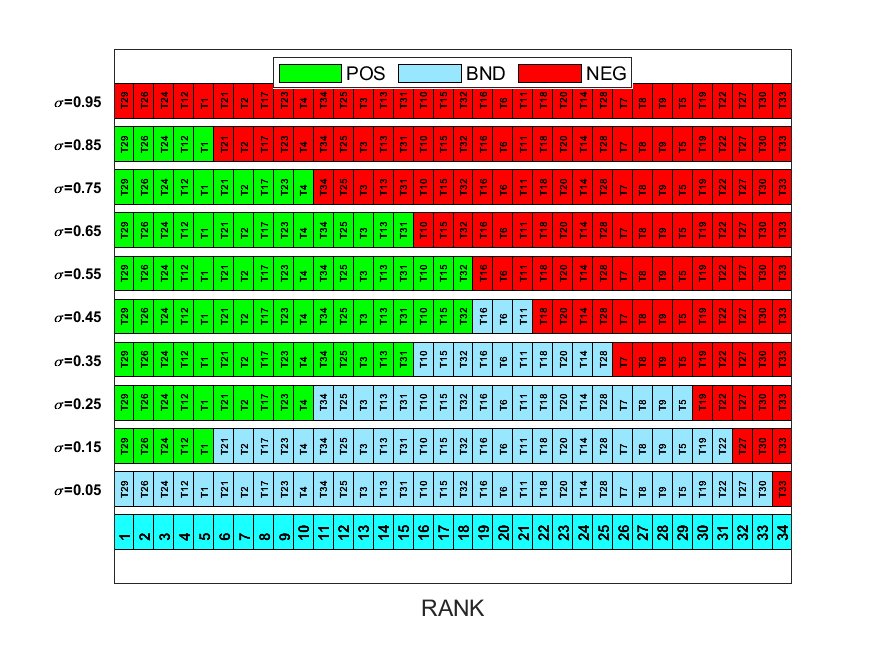 POS BND NEG
σ=0.95 T29 T26 T24 T12 T1 T21 T2 T17 T23 T4 T34 T25 T3 T13 T31 T10 T15 T32 T16 T6 T11 T18 T20 T14 T28 T7 T8 T9 T5 T19 T22 T27 T30 T33
σ=0.85 T29 T26 T24 T12 T1 T21 T2 T17 T23 T4 T34 T25 T3 T13 T31 T10 T15 T32 T16 T6 T11 T18 T20 T14 T28 T7 T8 T9 T5 T19 T22 T27 T30 T33
σ=0.75 T29 T26 T24 T12 T1 T21 T2 T17 T23 T4 T34 T25 T3 T13 T31 T10 T15 T32 T16 T6 T11 T18 T20 T14 T28 T7 T8 T9 T5 T19 T22 T27 T30 T33
σ=0.65 T29 T26 T24 T12 T1 T21 T2 T17 T23 T4 T34 T25 T3 T13 T31 T10 T15 T32 T16 T6 T11 T18 T20 T14 T28 T7 T8 T9 T5 T19 T22 T27 T30 T33
σ=0.55 T29 T26 T24 T12 T1 T21 T2 T17 T23 T4 T34 T25 T3 T13 T31 T10 T15 T32 T16 T6 T11 T18 T20 T14 T28 T7 T8 T9 T5 T19 T22 T27 T30 T33
σ=0.45 T29 T26 T24 T12 T1 T21 T2 T17 T23 T4 T34 T25 T3 T13 T31 T10 T15 T32 T16 T6 T11 T18 T20 T14 T28 T7 T8 T9 T5 T19 T22 T27 T30 T33
σ=0.35 T29 T26 T24 T12 T1 T21 T2 T17 T23 T4 T34 T25 T3 T13 T31 T10 T15 T32 T16 T6 T11 T18 T20 T14 T28 T7 T8 T9 T5 T19 T22 T27 T30 T33
σ=0.25 T29 T26 T24 T12 T1 T21 T2 T17 T23 T4 T34 T25 T3 T13 T31 T10 T15 T32 T16 T6 T11 T18 T20 T14 T28 T7 T8 T9 T5 T19 T22 T27 T30 T33
σ=0.15 T29 T26 T24 T12 T1 T21 T2 T17 T23 T4 T34 T25 T3 T13 T31 T10 T15 T32 T16 T6 T11 T18 T20 T14 T28 T7 T8 T9 T5 T19 T22 T27 T30 T33
σ=0.05 T29 T26 T24 T12 T1 T21 T2 T17 T23 T4 T34 T25 T3 T13 T31 T10 T15 T32 T16 T6 T11 T18 T20 T14 T28 T7 T8 T9 T5 T19 T22 T27 T30 T33
1 2 3 4 5 6 7 8 9 10 11 12 13 14 15 16 17 18 19 20 21 22 23 24 25 26 27 28 29 30 31 32 33 34
RANK